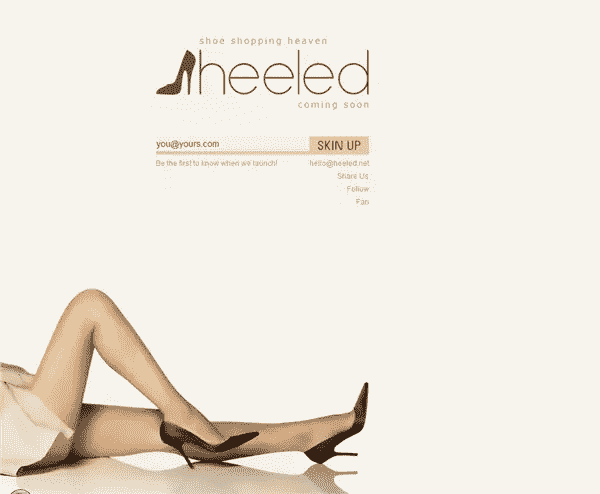 shoe shopping heaven
heeled
coming soon
you@yours.com SKIN UP
Be the first to know when we launch! hello@heeled.net
Share Us
Follow
Fan